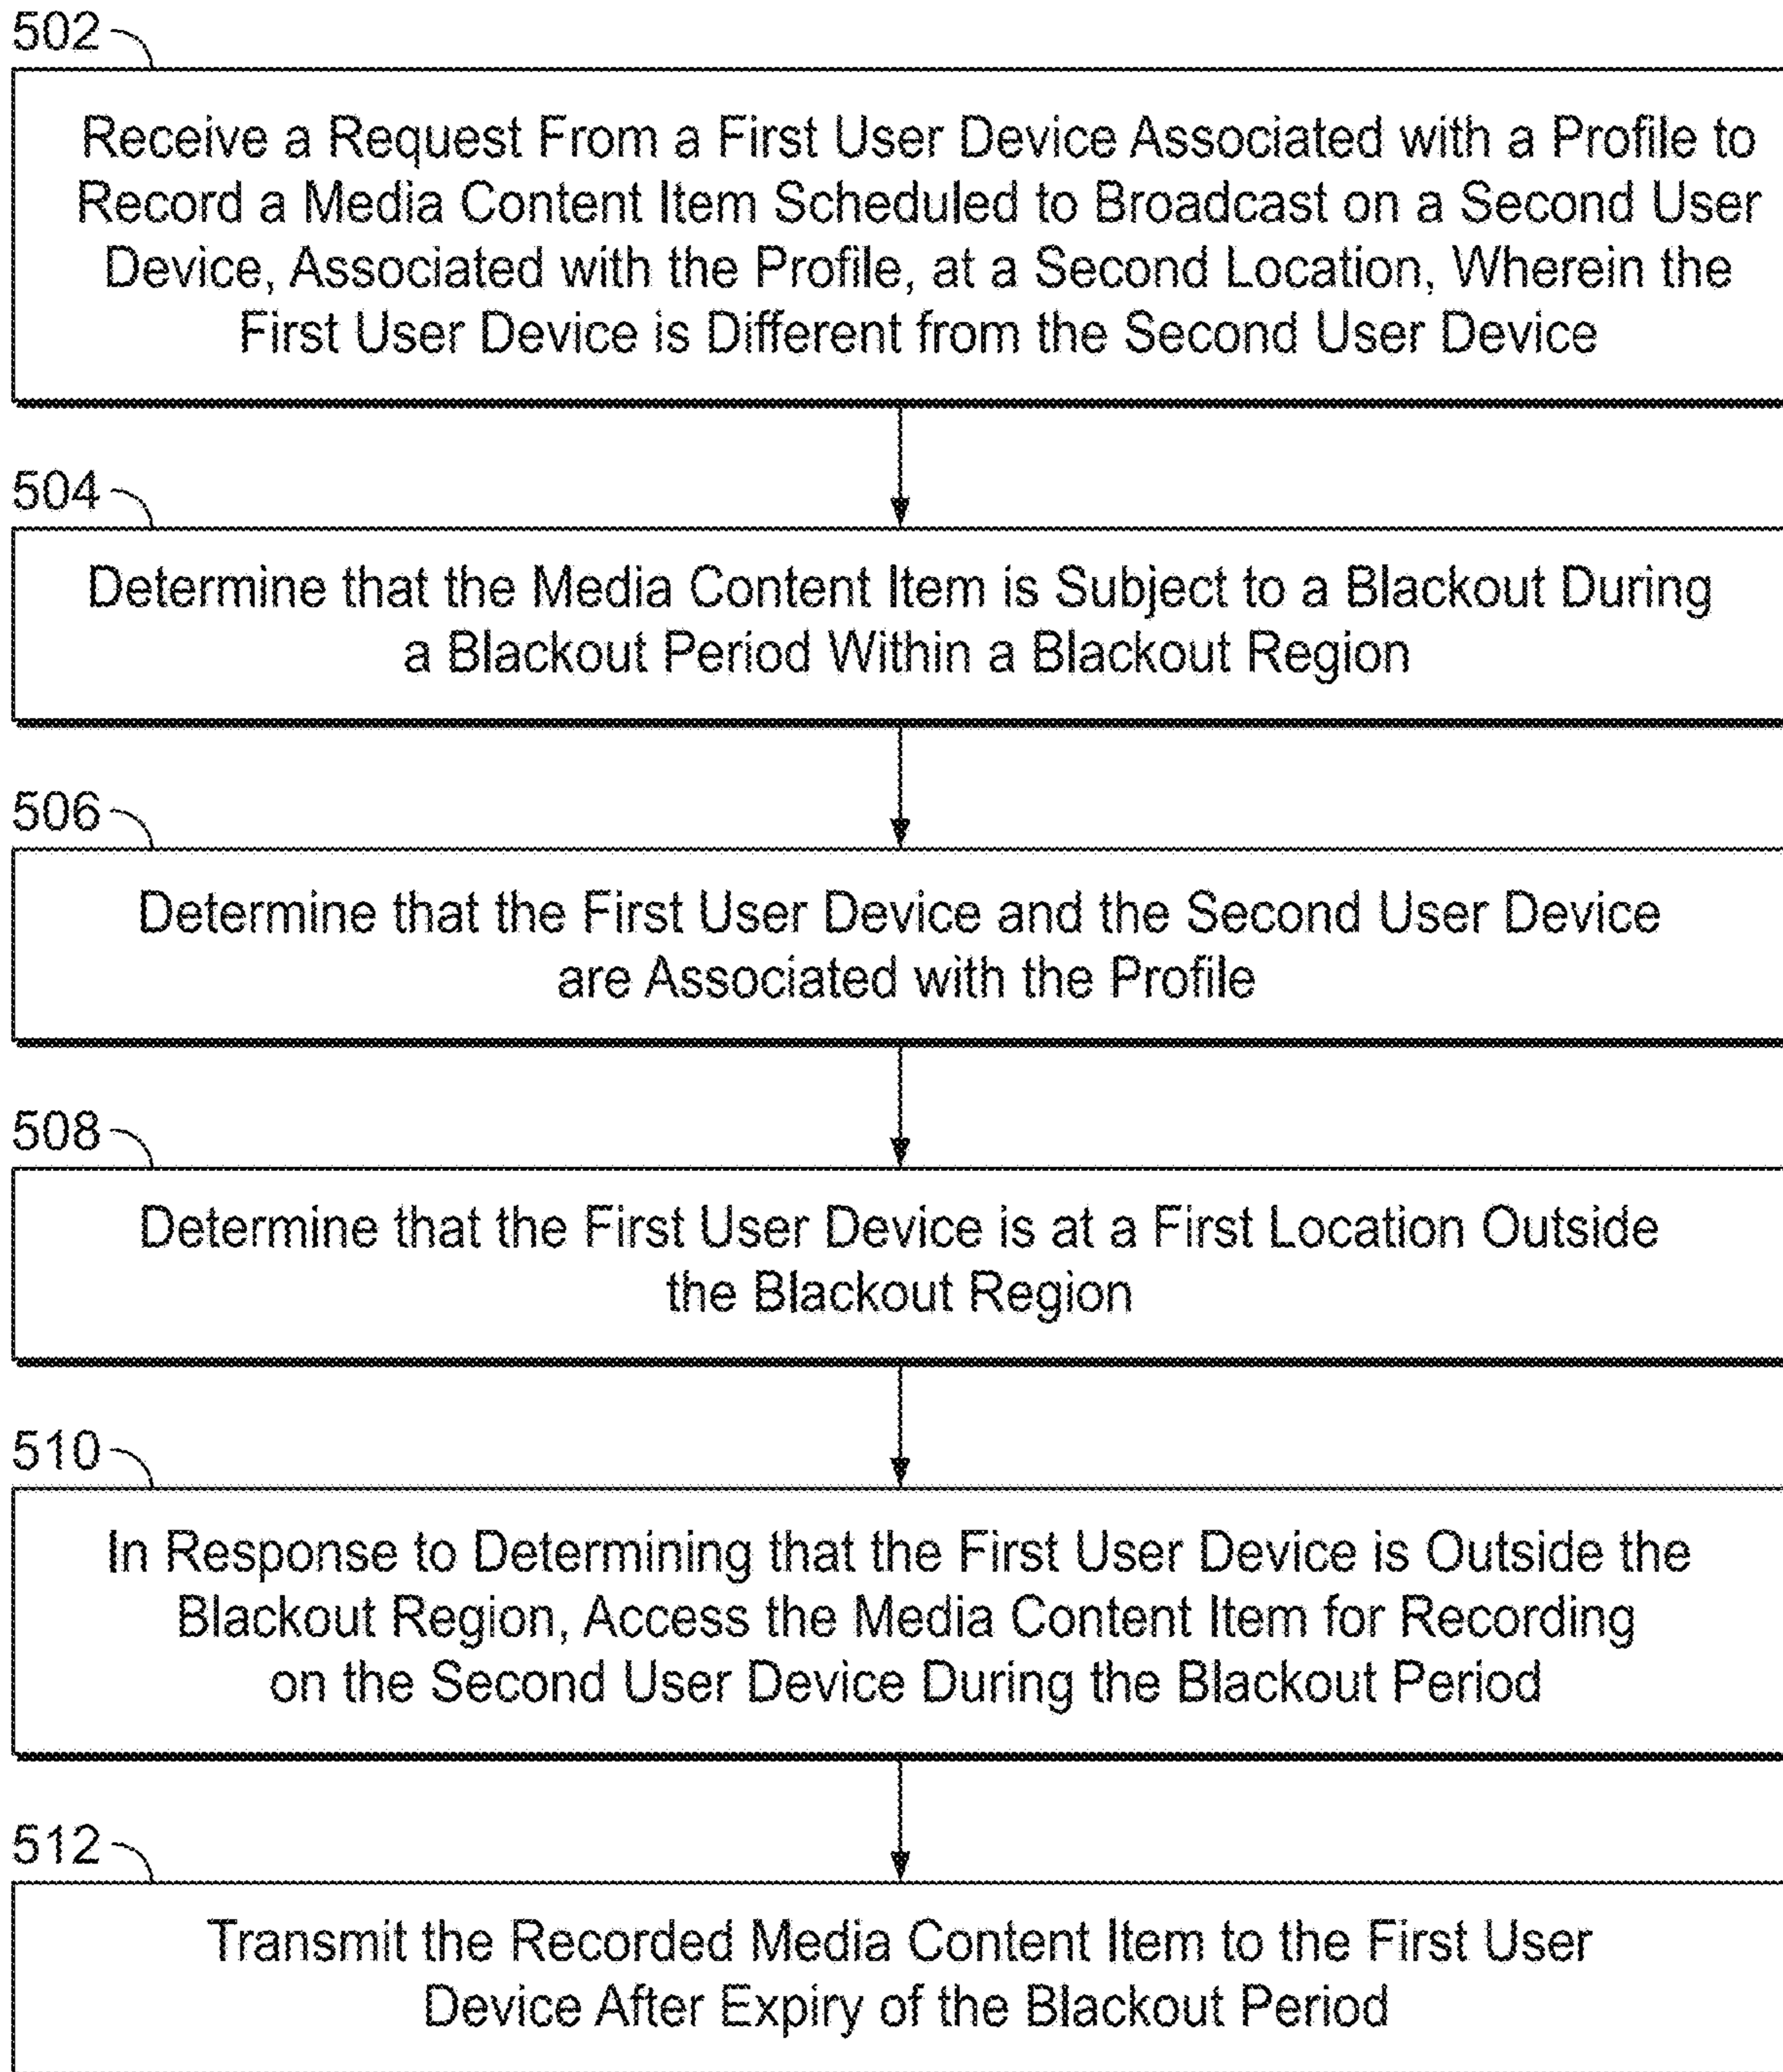 502
Receive a Request From a First User Device Associated with a Profile to
Record a Media Content Item Scheduled to Broadcast on a Second User
Device, Associated with the Profile, at a Second Location, Wherein the
First User Device is Different from the Second User Device
504
Determine that the Media Content Item is Subject to a Blackout During
a Blackout Period Within a Blackout Region
506
Determine that the First User Device and the Second User Device
are Associated with the Profile
508
Determine that the First User Device is at a First Location Outside
the Blackout Region
510
In Response to Determining that the First User Device is Outside the
Blackout Region, Access the Media Content Item for Recording
on the Second User Device During the Blackout Period
512
Transmit the Recorded Media Content Item to the First User
Device After Expiry of the Blackout Period